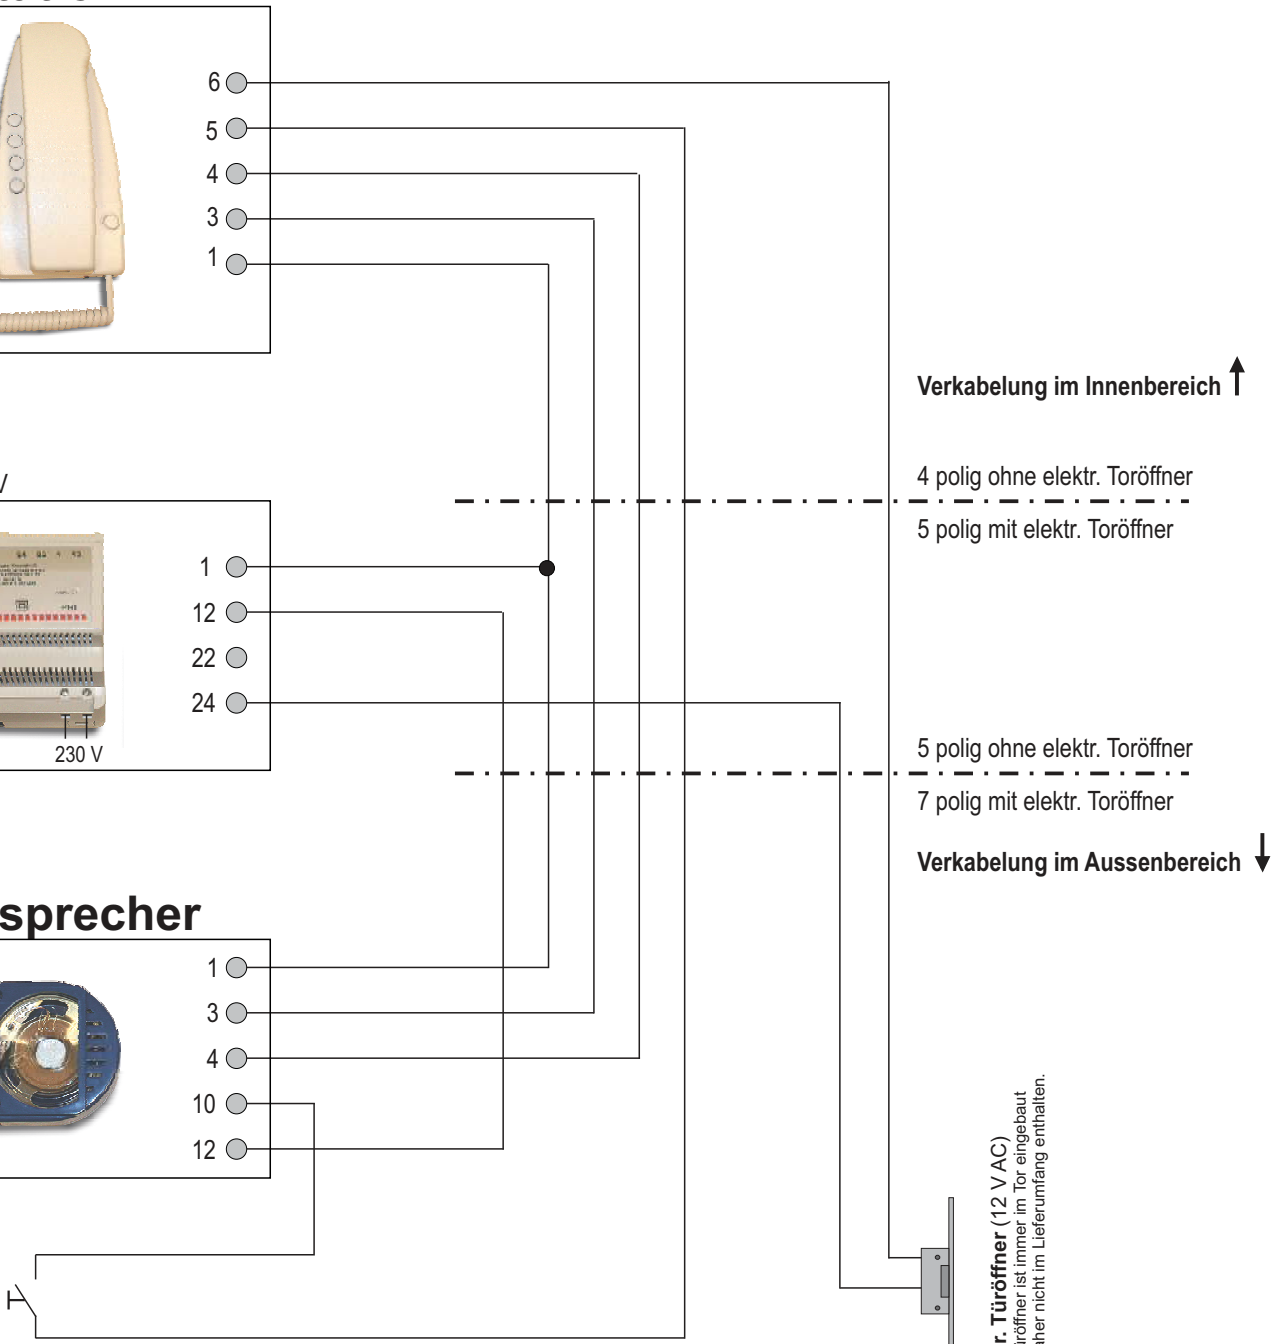 6
5
4
3
1
Verkabelung im Innenbereich
4 polig ohne elektr. Toröffner
5 polig mit elektr. Toröffner
1
12
22
24
230 V
5 polig ohne elektr. Toröffner
7 polig mit elektr. Toröffner
Verkabelung im Aussenbereich
sprecher
1
3
4
10
12
r. Türöffner (12 V AC)
üröffner ist immer im Tor eingebaut
aher nicht im Lieferumfang enthalten.